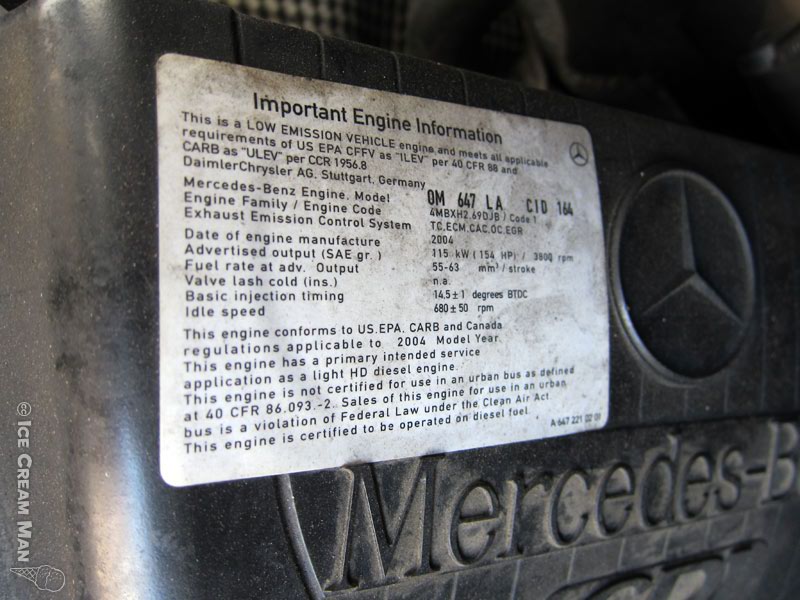 Important Engine Information
This is a LOW EMISSION VEHICLE engine and meets all applicable
requirements of US EPA CFFV as "ILEV" per 40 CFR 88 and
CARB as "ULEV" per CCR 1956.8
DaimlerChrysler AG, Stuttgart, Germany
Mercedes-Benz Engine, Model OM 647 LA CID 164
Engine Family / Engine Code 4MBXH2.69DJB / Code 1
Exhaust Emission Control System TC,ECM,CAC,OC,EGR
Date of engine manufacture 2004
Advertised output (SAE gr.) 115 kW (154 HP) / 3800 rpm
Fuel rate at adv. Output 55-63 mm³/stroke
Valve lash cold (ins.) n.a.
Basic injection timing 14.5±1 degrees BTDC
Idle speed 680±50 rpm
This engine conforms to US.EPA, CARB and Canada
regulations applicable to 2004 Model Year.
This engine has a primary intended service
application as a light HD diesel engine.
This engine is not certified for use in an urban bus as defined
at 40 CFR 86.093.-2. Sales of this engine for use in an urban
bus is a violation of Federal Law under the Clean Air Act
This engine is certified to be operated on diesel fuel.
A 647 221 02 01
Mercedes-B
ICE CREAM MAN